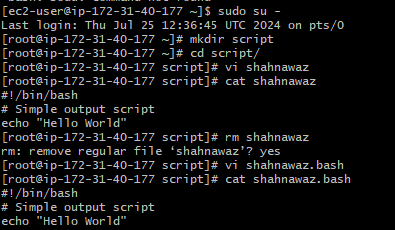 [ec2-user@ip-172-31-40-177 ~]$ sudo su -
Last login: Thu Jul 25 12:36:45 UTC 2024 on pts/0
[root@ip-172-31-40-177 ~]# mkdir script
[root@ip-172-31-40-177 ~]# cd script/
[root@ip-172-31-40-177 script]# vi shahnawaz
[root@ip-172-31-40-177 script]# cat shahnawaz
#!/bin/bash
# Simple output script
echo "Hello World"
[root@ip-172-31-40-177 script]# rm shahnawaz
rm: remove regular file ‘shahnawaz’? yes
[root@ip-172-31-40-177 script]# vi shahnawaz.bash
[root@ip-172-31-40-177 script]# cat shahnawaz.bash
#!/bin/bash
# Simple output script
echo "Hello World"